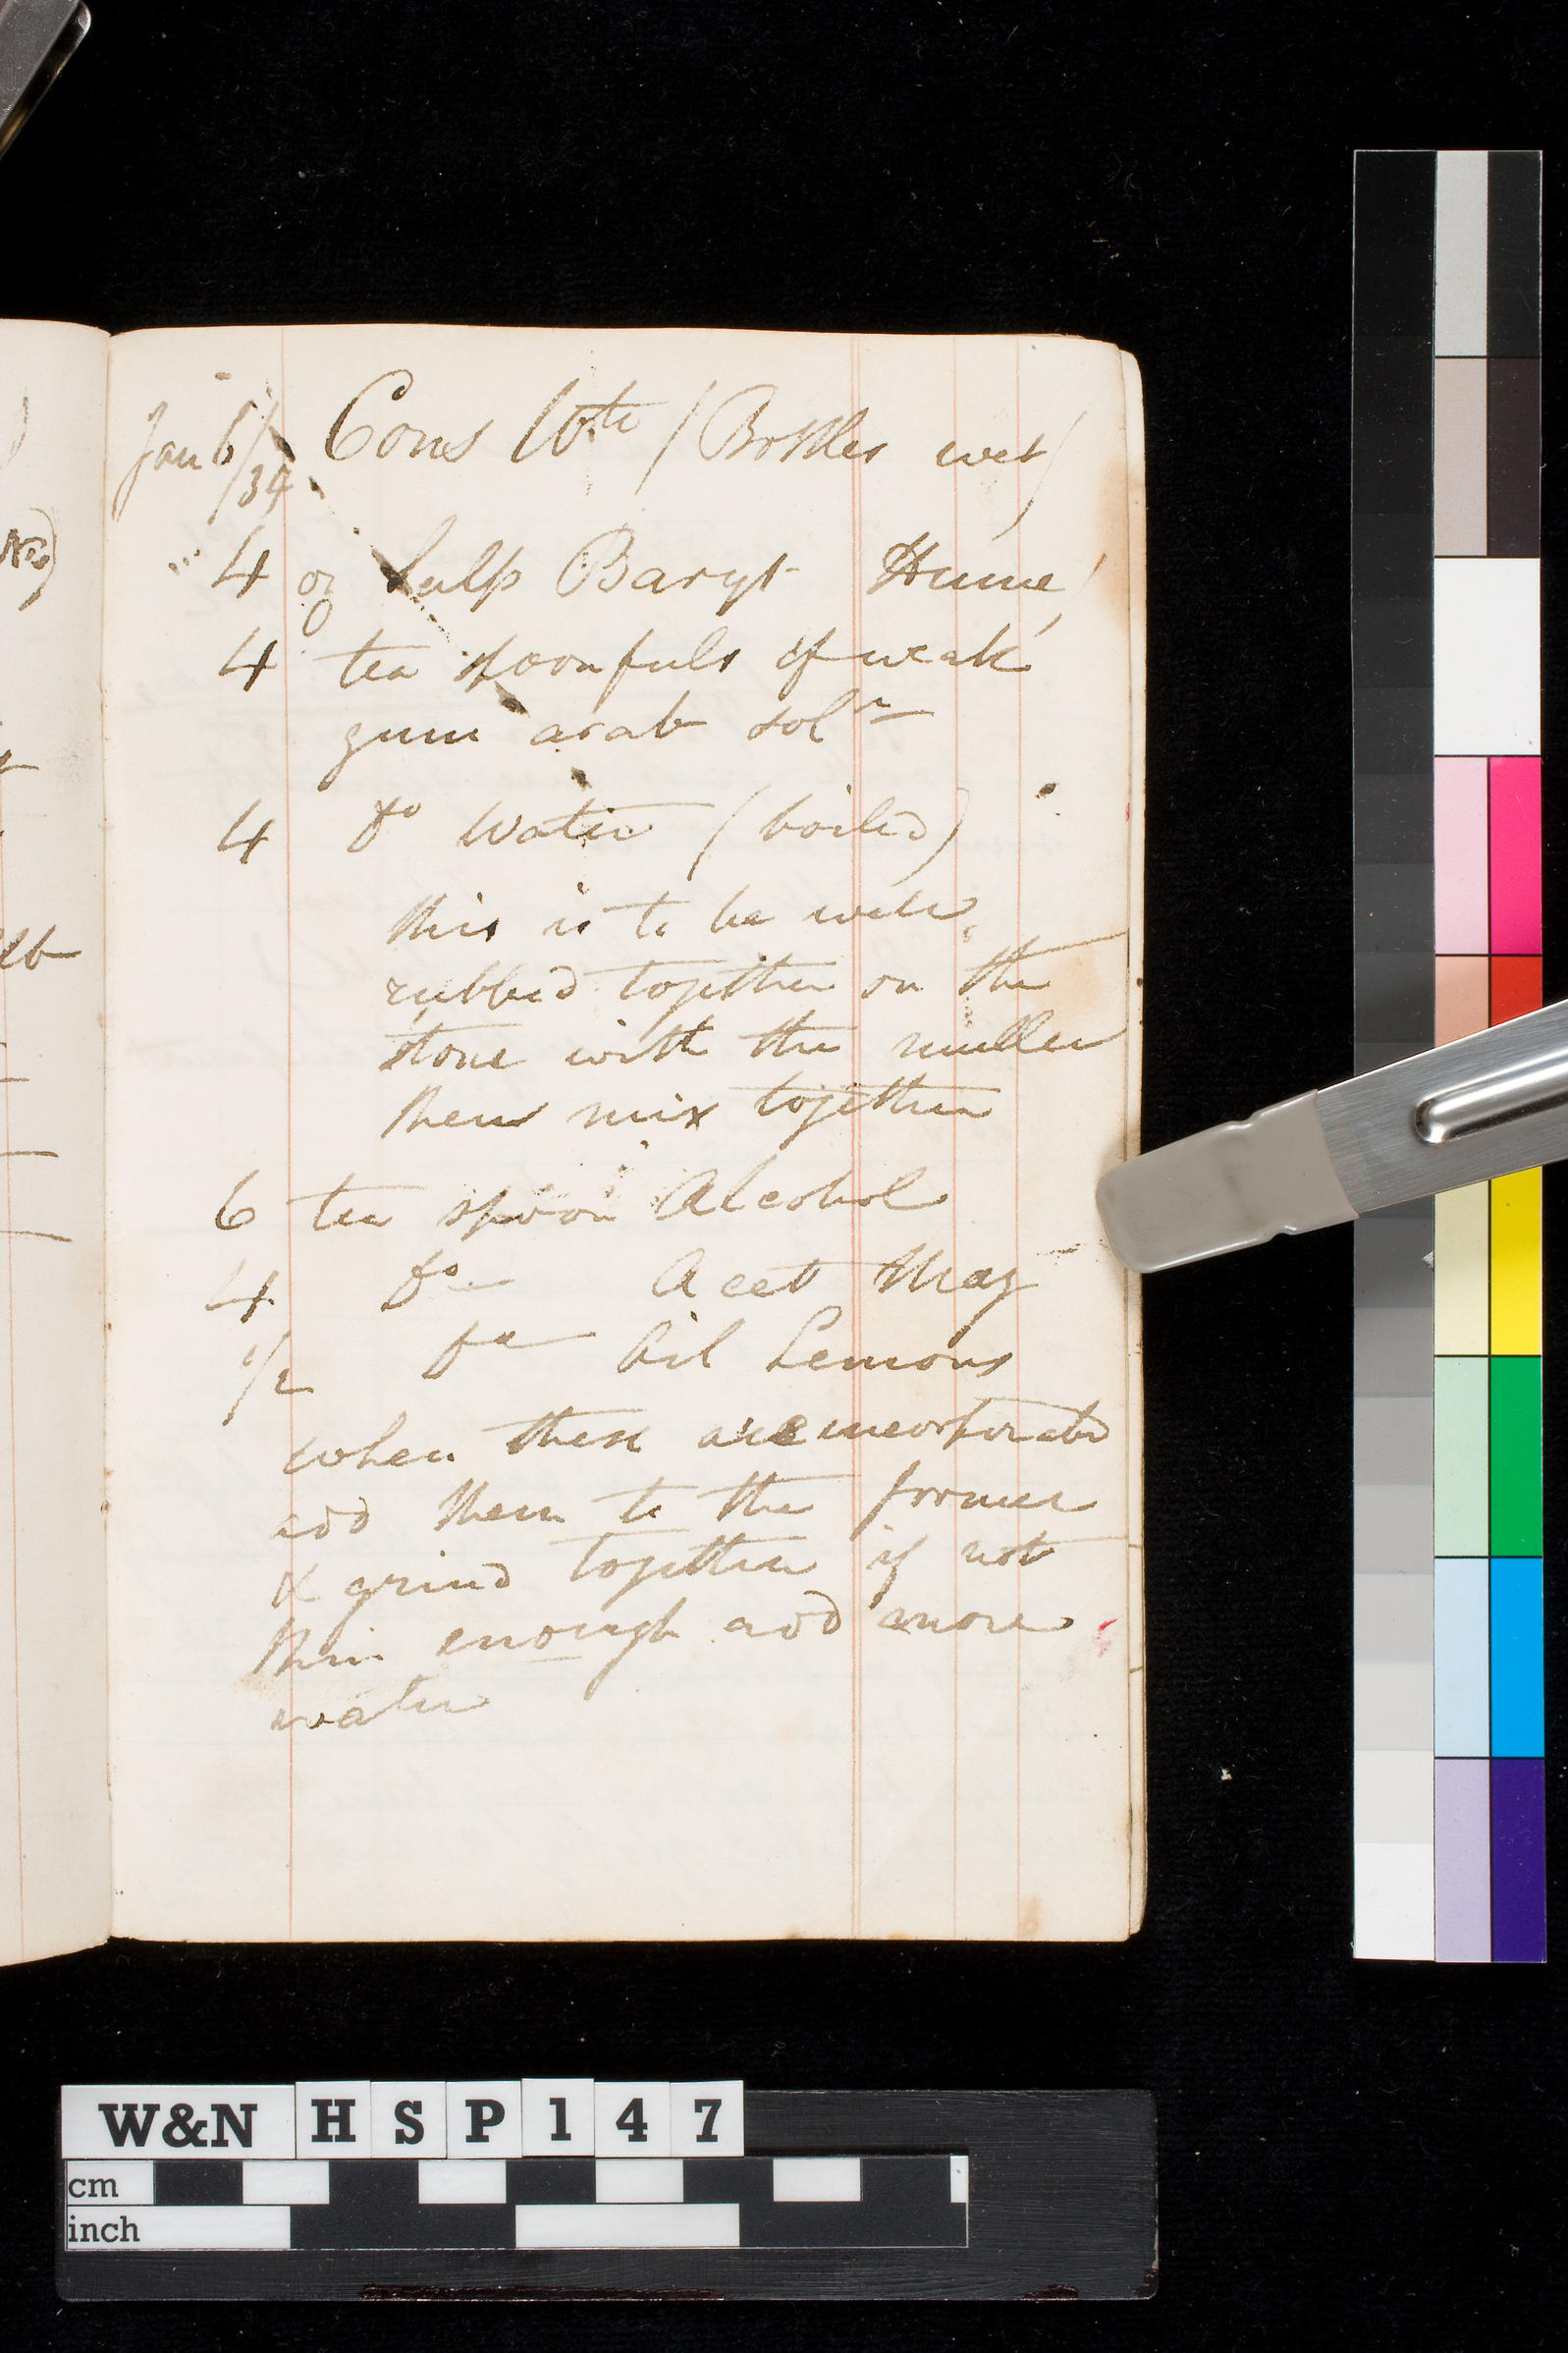 Jan 6/34 Cons Wte (Bottles wet)
4 oz Sulp Baryt Hume
4 tea spoonfuls of weak
gum arab soln
4 do Water (boiled)
this is to be well
rubbed together on the
stone with the muller
then mix together
6 tea spoon Alcohol
4 do Acet Mag
1/2 do Oil Lemons
when these are incorporated
add them to the former
& grind together if not
thin enough add more
water
No)
W&N HSP147
cm
inch